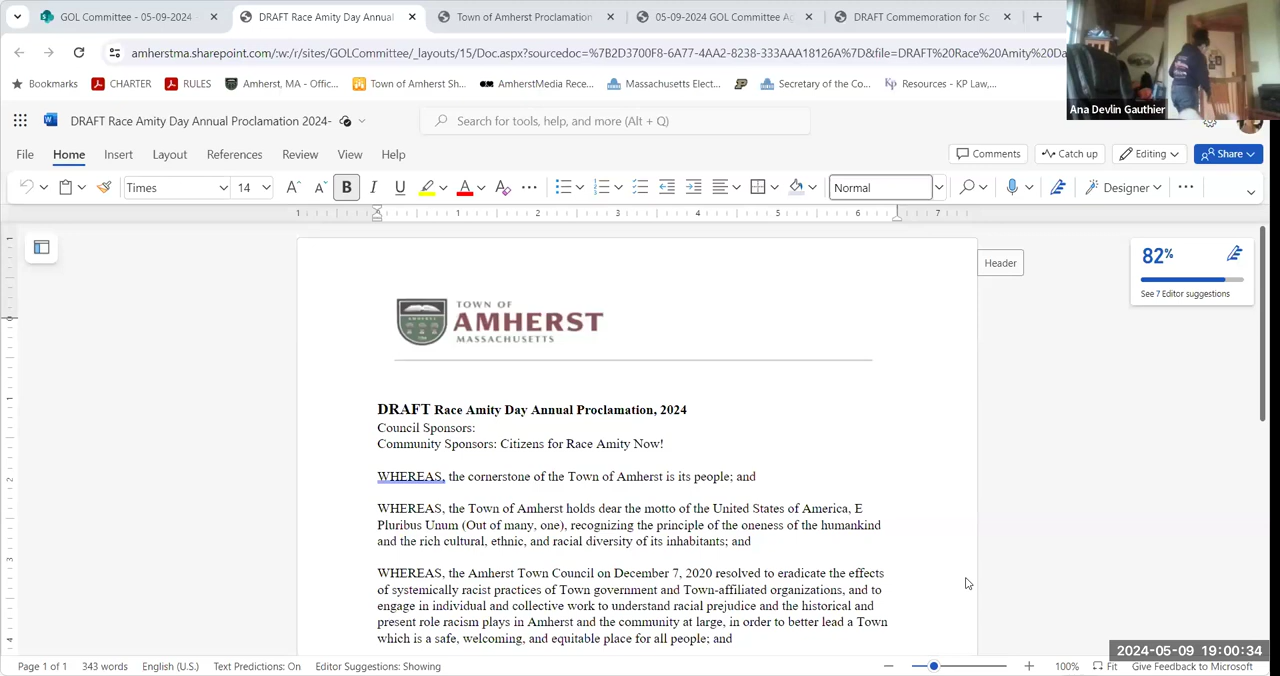 GOL Committee - 05-09-2024
DRAFT Race Amity Day Annual
Town of Amherst Proclamation
05-09-2024 GOL Committee Ag
DRAFT Commemoration for Sc
amherstma.sharepoint.com/:w:/r/sites/GOLCommittee/_layouts/15/Doc.aspx?sourcedoc=%7B2D3700F8-6A77-4AA2-8238-333AAA18126A%7D&file=DRAFT%20Race%20Amity%20Da
Bookmarks
CHARTER
RULES
Amherst, MA - Offic...
Town of Amherst Sh...
AmherstMedia Rece...
Massachusetts Elect...
Secretary of the Co...
Resources - KP Law,...
Ana Devlin Gauthier
DRAFT Race Amity Day Annual Proclamation 2024-
Search for tools, help, and more (Alt + Q)
File Home Insert Layout References Review View Help
Comments
Catch up
Editing
Share
Times
14
B I U
Normal
Designer
1 1 2 3 4 5 6 7
Header
82%
See 7 Editor suggestions
TOWN OF
AMHERST
MASSACHUSETTS
DRAFT Race Amity Day Annual Proclamation, 2024
Council Sponsors:
Community Sponsors: Citizens for Race Amity Now!
WHEREAS, the cornerstone of the Town of Amherst is its people; and
WHEREAS, the Town of Amherst holds dear the motto of the United States of America, E
Pluribus Unum (Out of many, one), recognizing the principle of the oneness of the humankind
and the rich cultural, ethnic, and racial diversity of its inhabitants; and
WHEREAS, the Amherst Town Council on December 7, 2020 resolved to eradicate the effects
of systemically racist practices of Town government and Town-affiliated organizations, and to
engage in individual and collective work to understand racial prejudice and the historical and
present role racism plays in Amherst and the community at large, in order to better lead a Town
which is a safe, welcoming, and equitable place for all people; and
2024-05-09 19:00:34
Page 1 of 1
343 words
English (U.S.)
Text Predictions: On
Editor Suggestions: Showing
100%
Fit
Give Feedback to Microsoft